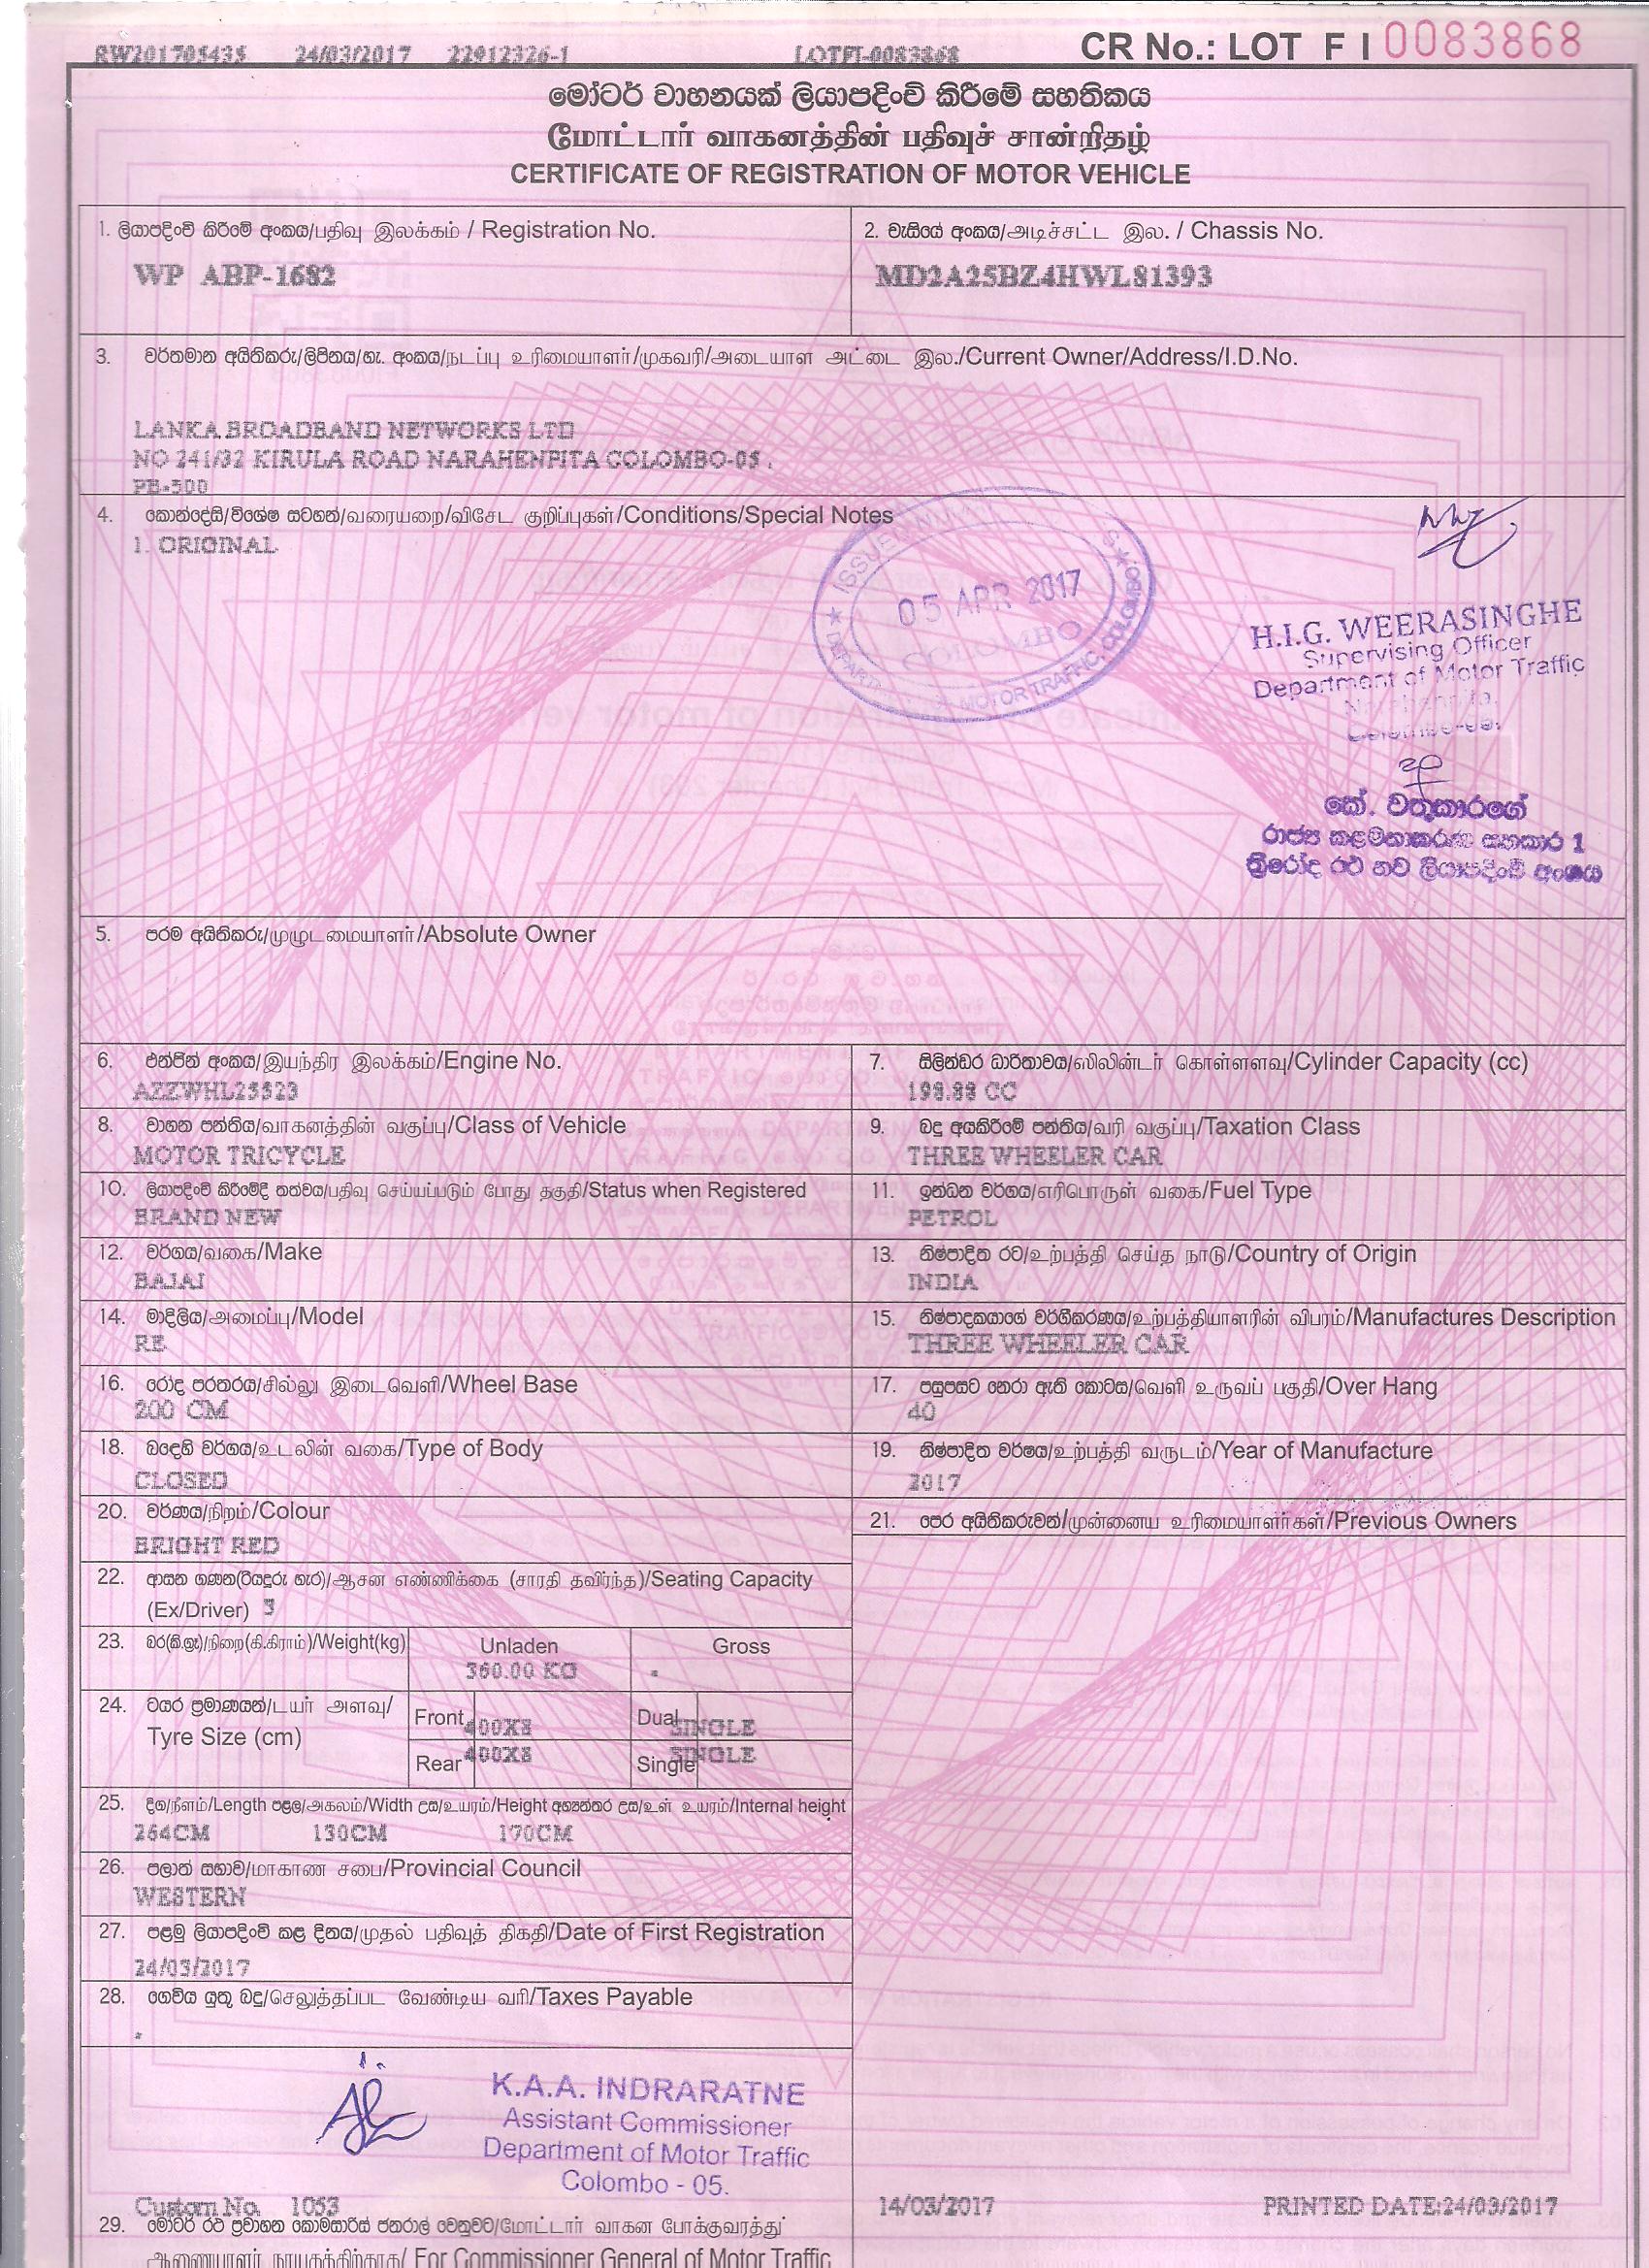 RW201705435 24/03/2017 22912326-1 LOTFI-0083868 CR No.: LOT F I 0083868
මෝටර් වාහනයක් ලියාපදිංචි කිරීමේ සහතිකය
மோட்டார் வாகனத்தின் பதிவுச் சான்றிதழ்
CERTIFICATE OF REGISTRATION OF MOTOR VEHICLE
1. ලියාපදිංචි කිරීමේ අංකය/பதிவு இலக்கம் / Registration No.
WP ABP-1682
2. චැසියේ අංකය/அடிச்சட்ட இல. / Chassis No.
MD2A25BZ4HWL81393
3. වර්තමාන අයිතිකරු/ලිපිනය/හැ. අංකය/நடப்பு உரிமையாளர்/முகவரி/அடையாள அட்டை இல./Current Owner/Address/I.D.No.
LANKA BROADBAND NETWORKS LTD
NO 241/32 KIRULA ROAD NARAHENPITA COLOMBO-05 .
PB-500
4. කොන්දේසි/විශේෂ සටහන්/வரையறை/விசேட குறிப்புகள்/Conditions/Special Notes
1. ORIGINAL
05 APR 2017
COLOMBO
MOTOR TRAFFIC, COLOMBO
H.I.G. WEERASINGHE
Supervising Officer
Department of Motor Traffic
Narahenpita,
Colombo-05.
කේ. වතුකාරගේ
රාජ්‍ය කළමනාකරණ සහකාර 1
ත්‍රීරෝද රථ නව ලියාපදිංචි අංශය
5. පරම අයිතිකරු/முழுடமையாளர்/Absolute Owner
6. එන්ජින් අංකය/இயந்திர இலக்கம்/Engine No.
AZZWHL25523
7. සිලින්ඩර ධාරිතාවය/ஸிலின்டர் கொள்ளளவு/Cylinder Capacity (cc)
198.88 CC
8. වාහන පන්තිය/வாகனத்தின் வகுப்பு/Class of Vehicle
MOTOR TRICYCLE
9. බදු අයකිරීමේ පන්තිය/வரி வகுப்பு/Taxation Class
THREE WHEELER CAR
10. ලියාපදිංචි කිරීමේදී තත්වය/பதிவு செய்யப்படும் போது தகுதி/Status when Registered
BRAND NEW
11. ඉන්ධන වර්ගය/எரிபொருள் வகை/Fuel Type
PETROL
12. වර්ගය/வகை/Make
BAJAJ
13. නිෂ්පාදිත රට/உற்பத்தி செய்த நாடு/Country of Origin
INDIA
14. මාදිලිය/அமைப்பு/Model
RE
15. නිෂ්පාදකයාගේ වර්ගීකරණය/உற்பத்தியாளரின் விபரம்/Manufactures Description
THREE WHEELER CAR
16. රෝද පරතරය/சில்லு இடைவெளி/Wheel Base
200 CM
17. පසුපසට නෙරා ඇති කොටස/வெளி உருவப் பகுதி/Over Hang
40
18. බඳෙහි වර්ගය/உடலின் வகை/Type of Body
CLOSED
19. නිෂ්පාදිත වර්ෂය/உற்பத்தி வருடம்/Year of Manufacture
2017
20. වර්ණය/நிறம்/Colour
BRIGHT RED
21. පෙර අයිතිකරුවන්/முன்னைய உரிமையாளர்கள்/Previous Owners
22. ආසන ගණන(රියදුරු හැර)/ஆசன எண்ணிக்கை (சாரதி தவிர்ந்த)/Seating Capacity
(Ex/Driver) 3
23. බර(කි.ග්‍රෑ)/நிறை(கி.கிராம்)/Weight(kg) Unladen Gross
360.00 KG -
24. ටයර ප්‍රමාණයන්/டயர் அளவு/
Tyre Size (cm)
Front 400X8 Dual SINGLE
Rear 400X8 Single SINGLE
25. දිග/நீளம்/Length පළල/அகலம்/Width උස/உயரம்/Height අභ්‍යන්තර උස/உள் உயரம்/Internal height
264CM 130CM 170CM
26. පලාත් සභාව/மாகாண சபை/Provincial Council
WESTERN
27. පළමු ලියාපදිංචි කළ දිනය/முதல் பதிவுத் திகதி/Date of First Registration
24/03/2017
28. ගෙවිය යුතු බදු/செலுத்தப்பட வேண்டிய வரி/Taxes Payable
-
K.A.A. INDRARATNE
Assistant Commissioner
Department of Motor Traffic
Colombo - 05.
Custom No. 1053 14/03/2017 PRINTED DATE:24/03/2017
29. මෝටර් රථ ප්‍රවාහන කොමසාරිස් ජනරාල් වෙනුවට/மோட்டார் வாகன போக்குவரத்து
ஆணையாளர் நாயகத்திற்காக/ For Commissioner General of Motor Traffic